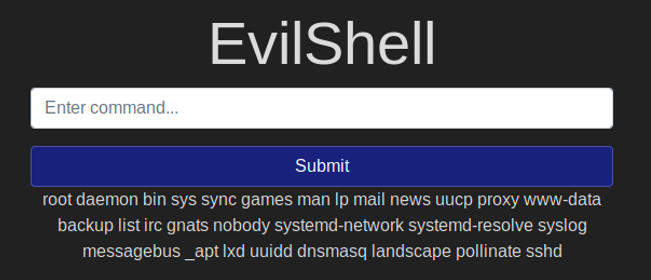 EvilShell
Enter command...
Submit
root daemon bin sys sync games man lp mail news uucp proxy www-data
backup list irc gnats nobody systemd-network systemd-resolve syslog
messagebus _apt lxd uuidd dnsmasq landscape pollinate sshd